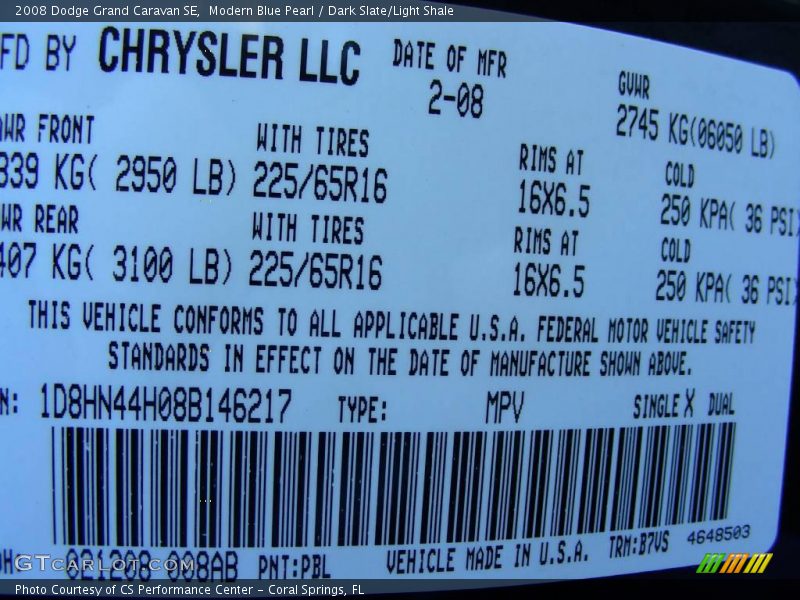 2008 Dodge Grand Caravan SE,  Modern Blue Pearl / Dark Slate/Light Shale
FD BY CHRYSLER LLC DATE OF MFR GVWR
2-08 2745 KG(06050 LB)
AWR FRONT WITH TIRES RIMS AT COLD
339 KG( 2950 LB) 225/65R16 16X6.5 250 KPA( 36 PSI)
WR REAR WITH TIRES RIMS AT COLD
407 KG( 3100 LB) 225/65R16 16X6.5 250 KPA( 36 PSI)
THIS VEHICLE CONFORMS TO ALL APPLICABLE U.S.A. FEDERAL MOTOR VEHICLE SAFETY
STANDARDS IN EFFECT ON THE DATE OF MANUFACTURE SHOWN ABOVE.
N: 1D8HN44H08B146217 TYPE: MPV SINGLE X DUAL
021208 008AB PNT:PBL VEHICLE MADE IN U.S.A. TRM:B7VS 4648503
GTCarLot.com
Photo Courtesy of CS Performance Center – Coral Springs, FL